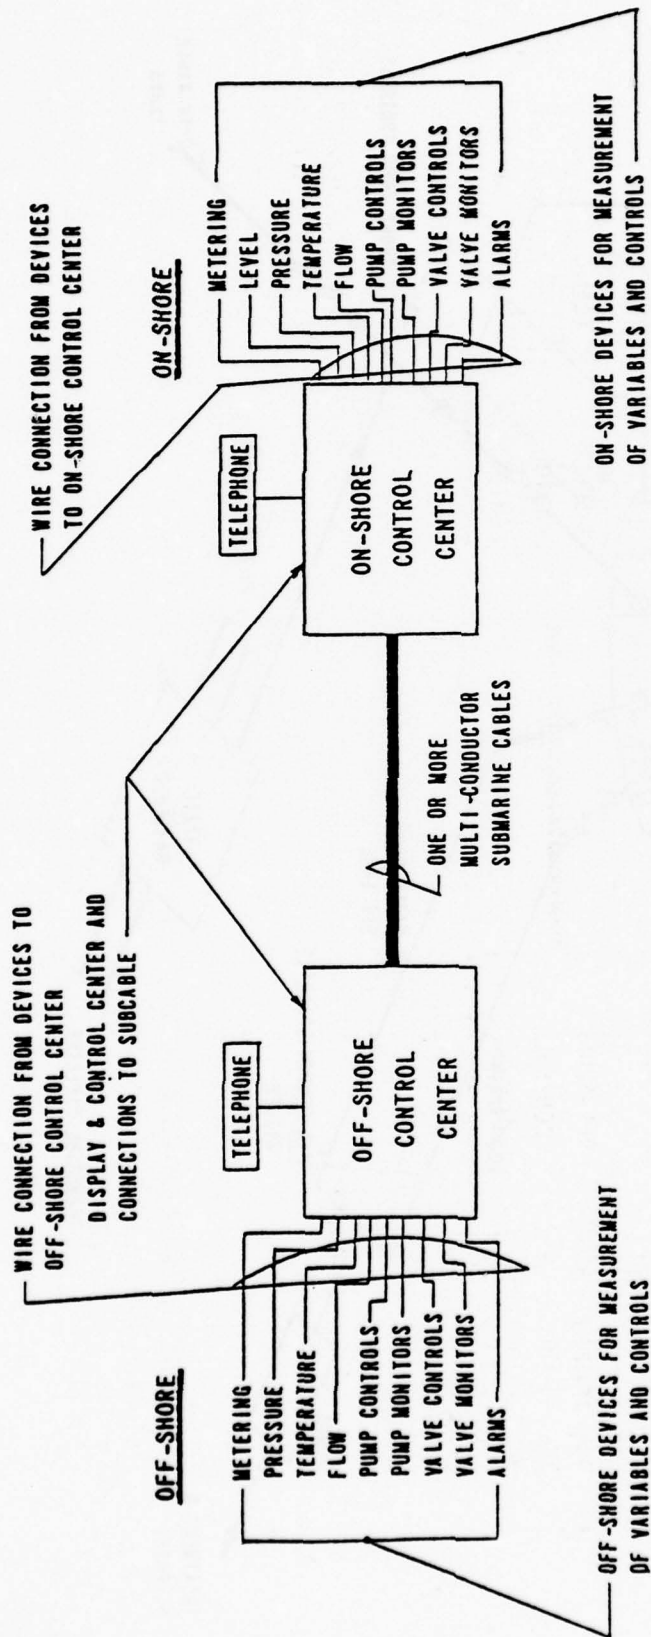 WIRE CONNECTION FROM DEVICES TO
OFF-SHORE CONTROL CENTER
DISPLAY & CONTROL CENTER AND
CONNECTIONS TO SUBCABLE
WIRE CONNECTION FROM DEVICES
TO ON-SHORE CONTROL CENTER
OFF-SHORE
METERING
PRESSURE
TEMPERATURE
FLOW
PUMP CONTROLS
PUMP MONITORS
VALVE CONTROLS
VALVE MONITORS
ALARMS
TELEPHONE
OFF-SHORE
CONTROL
CENTER
ONE OR MORE
MULTI-CONDUCTOR
SUBMARINE CABLES
TELEPHONE
ON-SHORE
CONTROL
CENTER
ON-SHORE
METERING
LEVEL
PRESSURE
TEMPERATURE
FLOW
PUMP CONTROLS
PUMP MONITORS
VALVE CONTROLS
VALVE MONITORS
ALARMS
OFF-SHORE DEVICES FOR MEASUREMENT
OF VARIABLES AND CONTROLS
ON-SHORE DEVICES FOR MEASUREMENT
OF VARIABLES AND CONTROLS